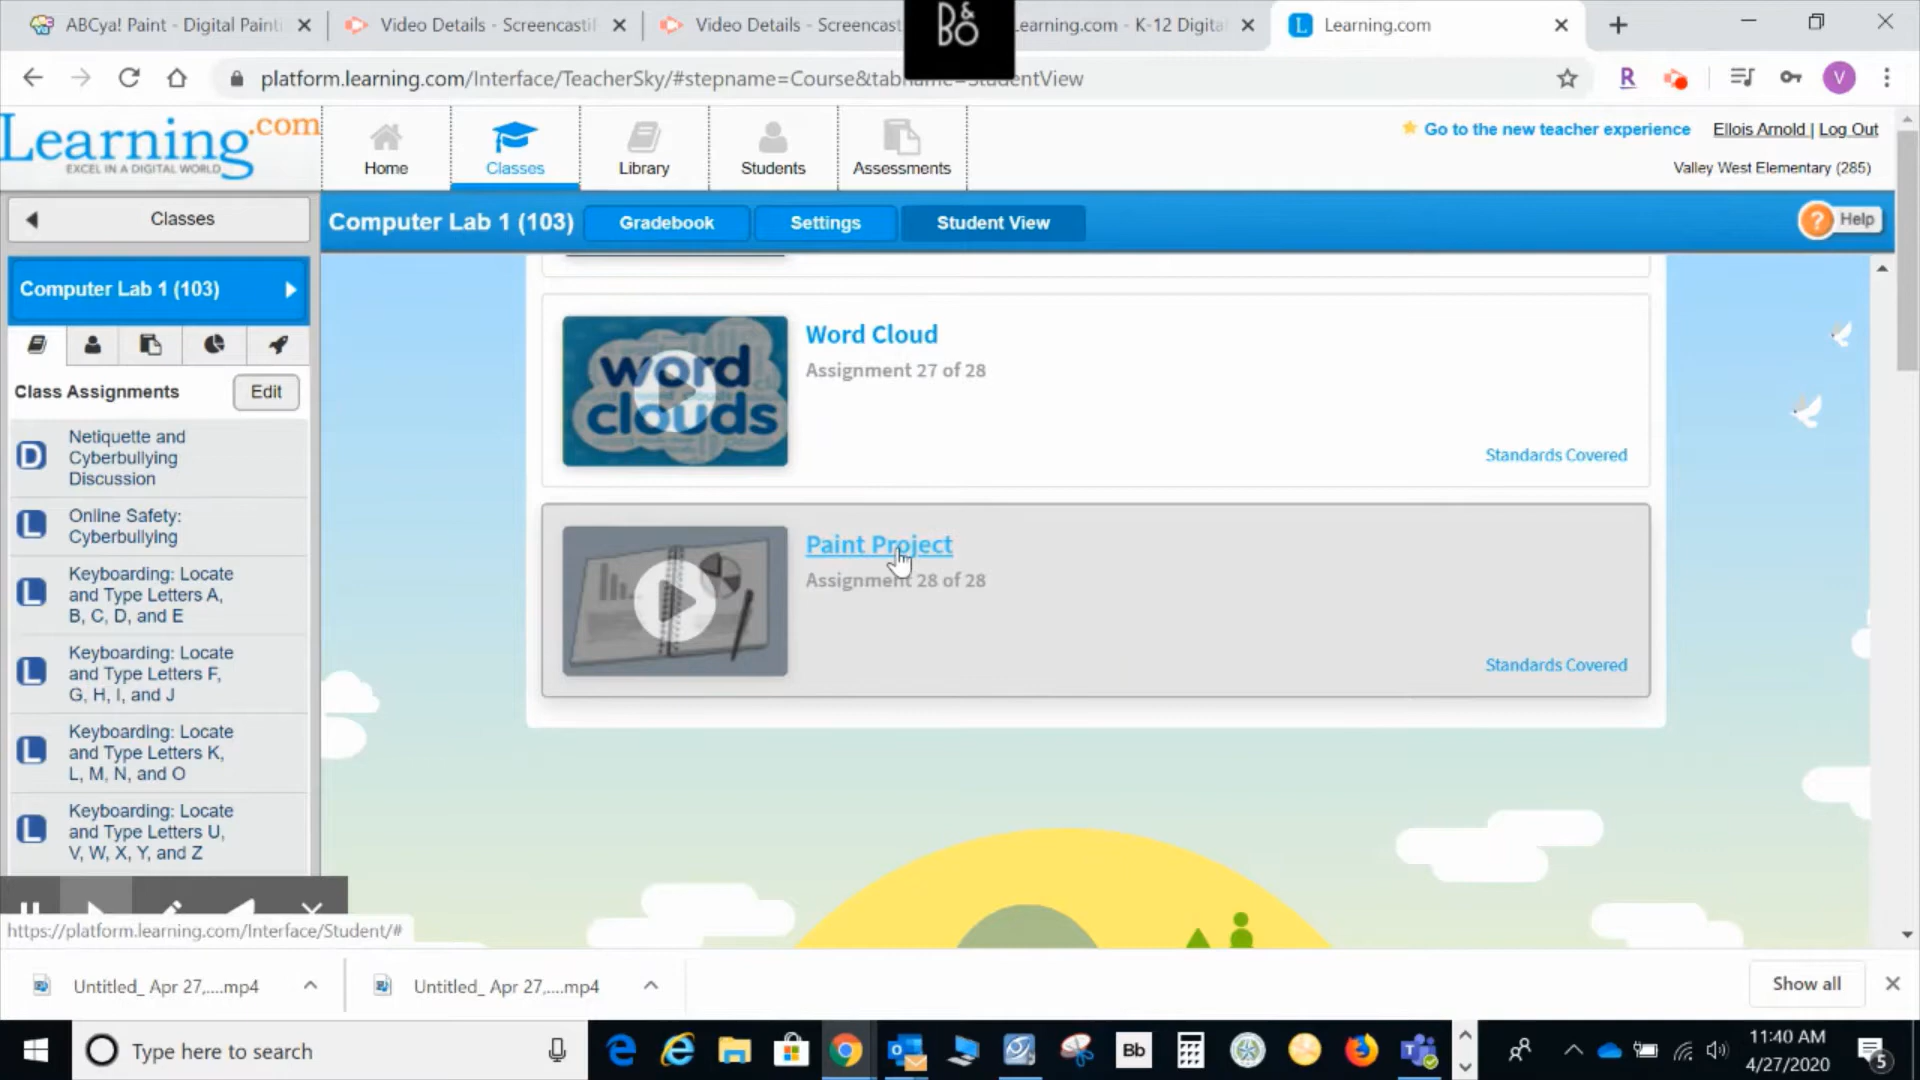 ABCya! Paint - Digital Painti
Video Details - Screencastif
Video Details - Screencast
B&O
earning.com - K-12 Digita
L Learning.com
platform.learning.com/Interface/TeacherSky/#stepname=Course&tab
=StudentView
R
V
Learning.com
EXCEL IN A DIGITAL WORLD
Home
Classes
Library
Students
Assessments
Go to the new teacher experience
Ellois Arnold | Log Out
Valley West Elementary (285)
Classes
Computer Lab 1 (103)
Gradebook
Settings
Student View
? Help
Computer Lab 1 (103)
Class Assignments
Edit
D
Netiquette and
Cyberbullying
Discussion
L
Online Safety:
Cyberbullying
L
Keyboarding: Locate
and Type Letters A,
B, C, D, and E
L
Keyboarding: Locate
and Type Letters F,
G, H, I, and J
L
Keyboarding: Locate
and Type Letters K,
L, M, N, and O
L
Keyboarding: Locate
and Type Letters U,
V, W, X, Y, and Z
word
clouds
Word Cloud
Assignment 27 of 28
Standards Covered
Paint Project
Assignment 28 of 28
Standards Covered
https://platform.learning.com/Interface/Student/#
Untitled_ Apr 27,....mp4
Untitled_ Apr 27,....mp4
Show all
Type here to search
Bb
11:40 AM
4/27/2020
5